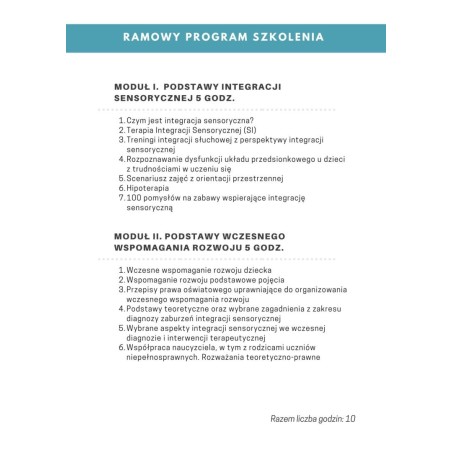 RAMOWY PROGRAM SZKOLENIA
MODUŁ I. PODSTAWY INTEGRACJI
SENSORYCZNEJ 5 GODZ.
1. Czym jest integracja sensoryczna?
2. Terapia Integracji Sensorycznej (SI)
3. Treningi integracji słuchowej z perspektywy integracji
sensorycznej
4. Rozpoznawanie dysfunkcji układu przedsionkowego u dzieci
z trudnościami w uczeniu się
5. Scenariusz zajęć z orientacji przestrzennej
6. Hipoterapia
7. 100 pomysłów na zabawy wspierające integrację
sensoryczną
MODUŁ II. PODSTAWY WCZESNEGO
WSPOMAGANIA ROZWOJU 5 GODZ.
1. Wczesne wspomaganie rozwoju dziecka
2. Wspomaganie rozwoju podstawowe pojęcia
3. Przepisy prawa oświatowego uprawniające do organizowania
wczesnego wspomagania rozwoju
4. Podstawy teoretyczne oraz wybrane zagadnienia z zakresu
diagnozy zaburzeń integracji sensorycznej
5. Wybrane aspekty integracji sensorycznej we wczesnej
diagnozie i interwencji terapeutycznej
6. Współpraca nauczyciela, w tym z rodzicami uczniów
niepełnosprawnych. Rozważania teoretyczno-prawne
Razem liczba godzin: 10